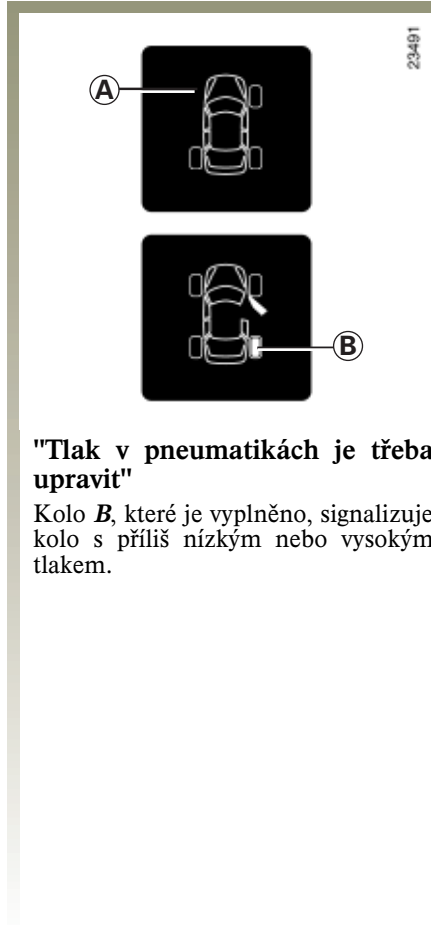 23491
A
B
"Tlak v pneumatikách je třeba
upravit"
Kolo B, které je vyplněno, signalizuje
kolo s příliš nízkým nebo vysokým
tlakem.